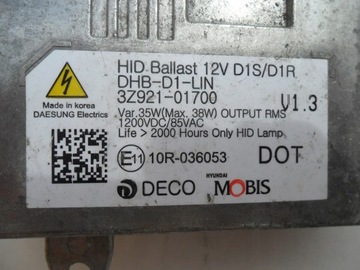 HID Ballast 12V D1S/D1R
DHB-D1-LIN
3Z921-01700
V1.3
Made in korea
DAESUNG Electrics
Var.35W(Max. 38W) OUTPUT RMS
1200VDC/85VAC
Life > 2000 Hours Only HID Lamp
E11 10R-036053 DOT
DECO HYUNDAI MOBIS